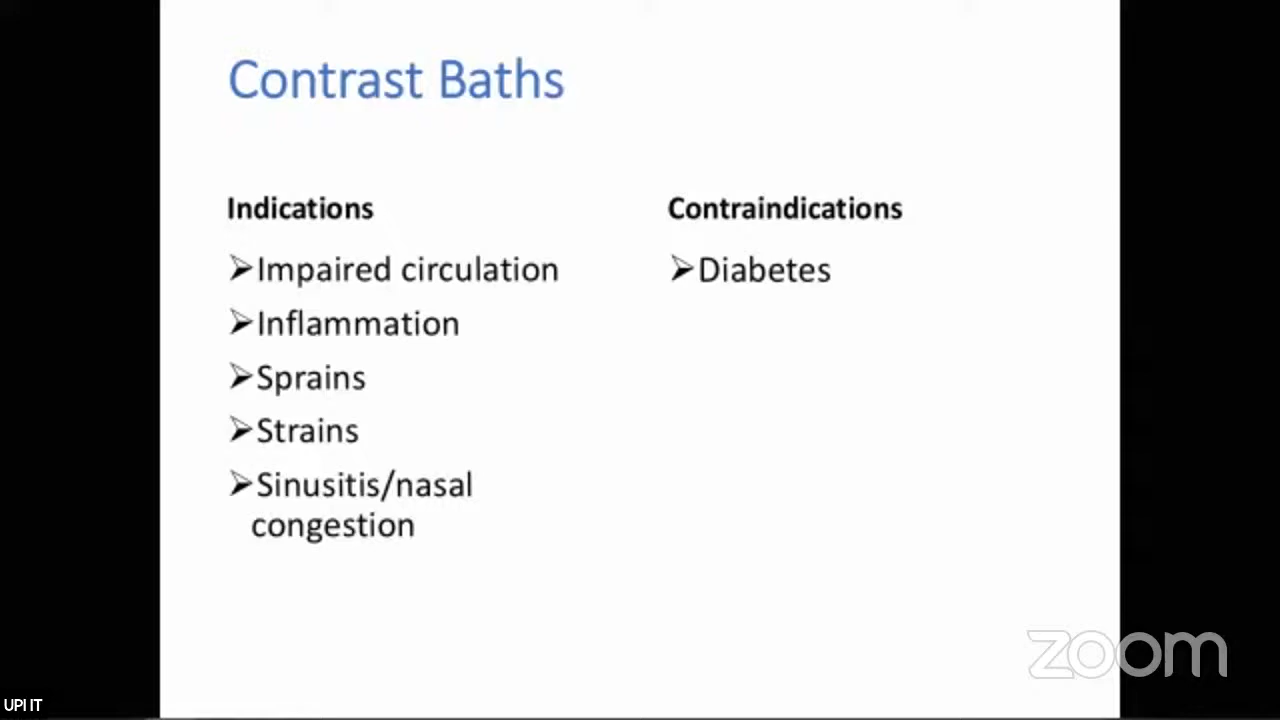 Contrast Baths
Indications
➢Impaired circulation
➢Inflammation
➢Sprains
➢Strains
➢Sinusitis/nasal
congestion
Contraindications
➢Diabetes
zoom
UPI IT